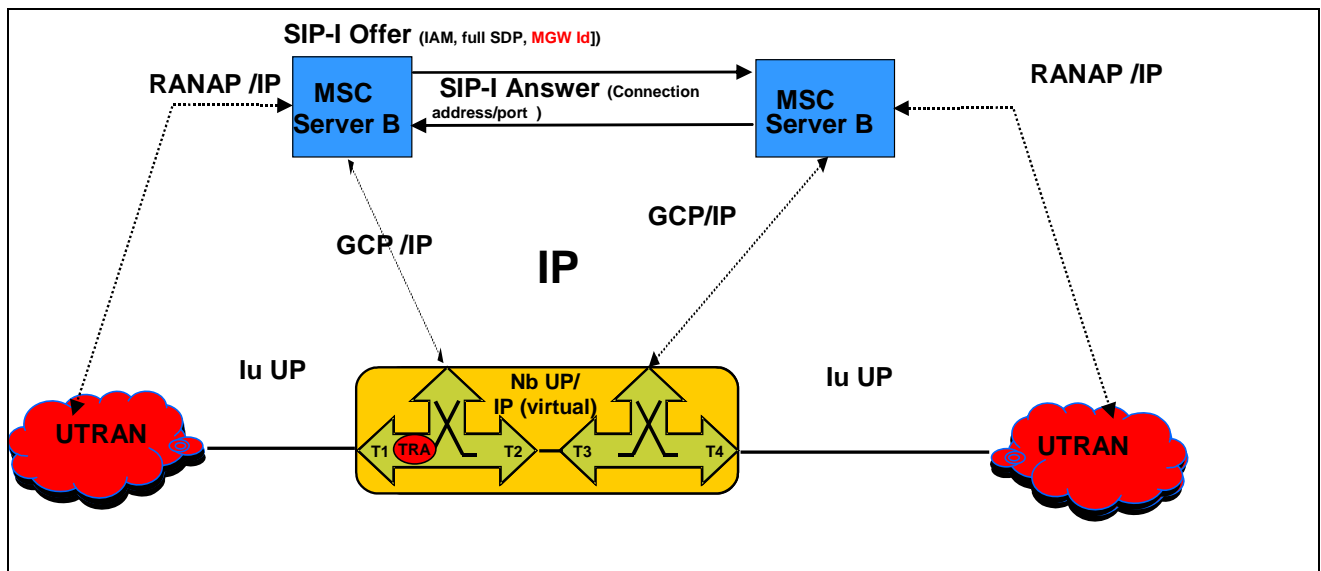 SIP-I Offer (IAM, full SDP, MGW Id])
RANAP /IP
MSC
Server B
SIP-I Answer (Connection
address/port )
MSC
Server B
RANAP /IP
GCP /IP
GCP/IP
IP
Iu UP
Nb UP/
IP (virtual)
Iu UP
UTRAN
T1
TRA
T2
T3
T4
UTRAN